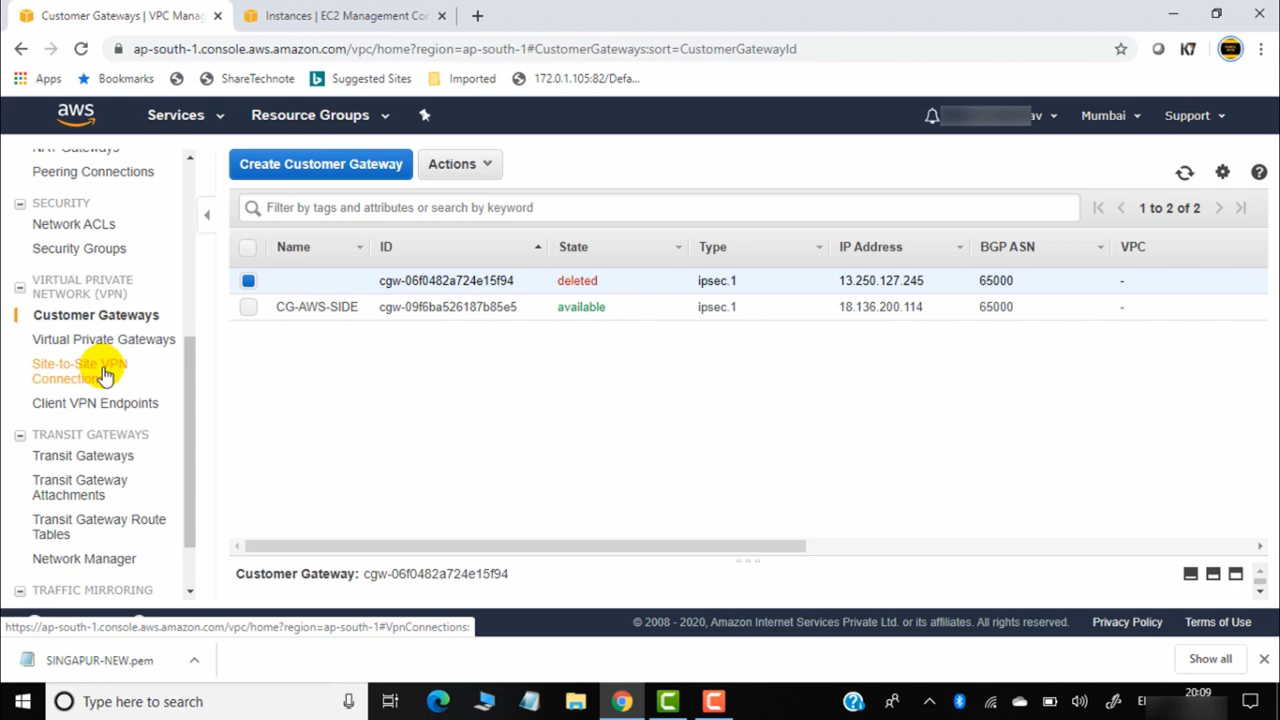 Customer Gateways | VPC Manag
Instances | EC2 Management Con
ap-south-1.console.aws.amazon.com/vpc/home?region=ap-south-1#CustomerGateways:sort=CustomerGatewayId
K7
Apps
Bookmarks
ShareTechnote
Suggested Sites
Imported
172.0.1.105:82/Defa...
aws
Services
Resource Groups
av
Mumbai
Support
NAT Gateways
Peering Connections
SECURITY
Network ACLs
Security Groups
VIRTUAL PRIVATE
NETWORK (VPN)
Customer Gateways
Virtual Private Gateways
Site-to-Site VPN
Connections
Client VPN Endpoints
TRANSIT GATEWAYS
Transit Gateways
Transit Gateway
Attachments
Transit Gateway Route
Tables
Network Manager
TRAFFIC MIRRORING
Create Customer Gateway
Actions
Filter by tags and attributes or search by keyword
1 to 2 of 2
Name ID State Type IP Address BGP ASN VPC
cgw-06f0482a724e15f94 deleted ipsec.1 13.250.127.245 65000 -
CG-AWS-SIDE cgw-09f6ba526187b85e5 available ipsec.1 18.136.200.114 65000 -
Customer Gateway: cgw-06f0482a724e15f94
https://ap-south-1.console.aws.amazon.com/vpc/home?region=ap-south-1#VpnConnections:
© 2008 - 2020, Amazon Internet Services Private Ltd. or its affiliates. All rights reserved.
Privacy Policy
Terms of Use
SINGAPUR-NEW.pem
Show all
Type here to search
20:09